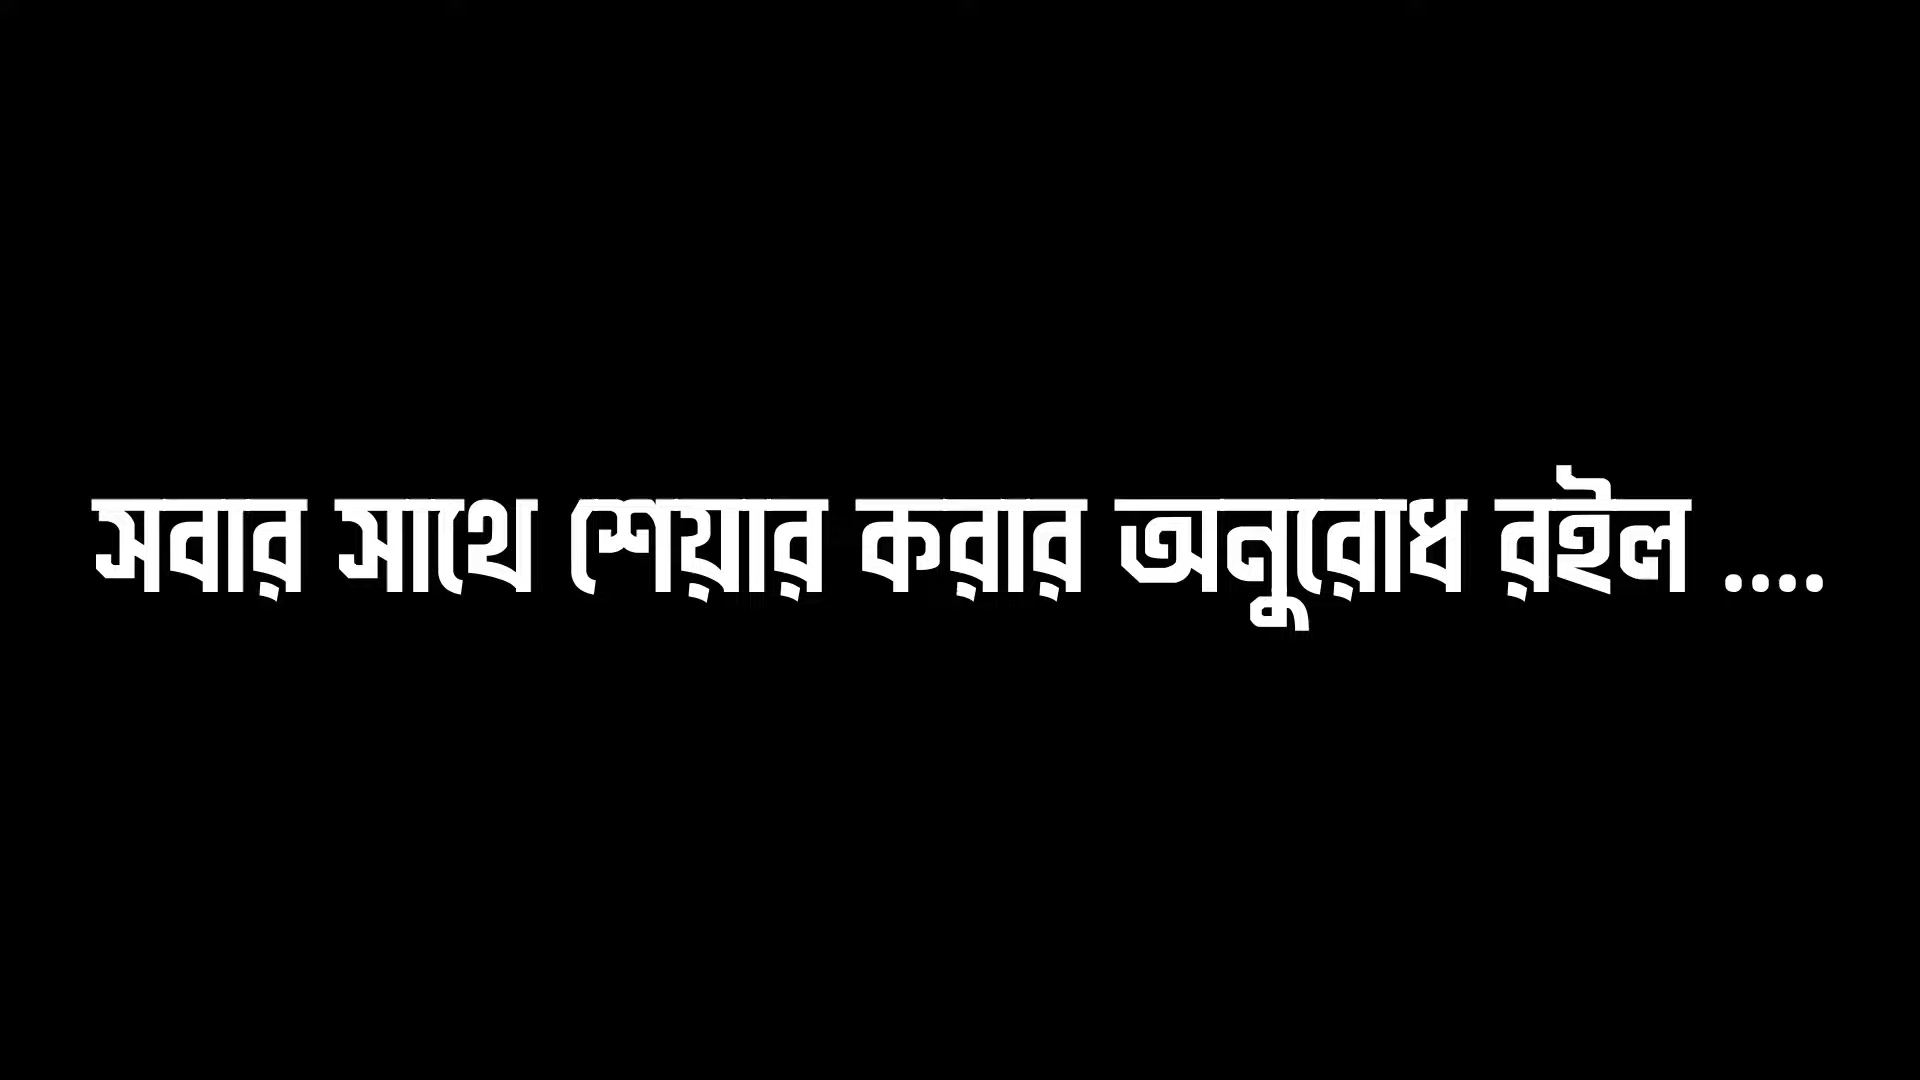 সবার সাথে শেয়ার করার অনুরোধ রইল ....